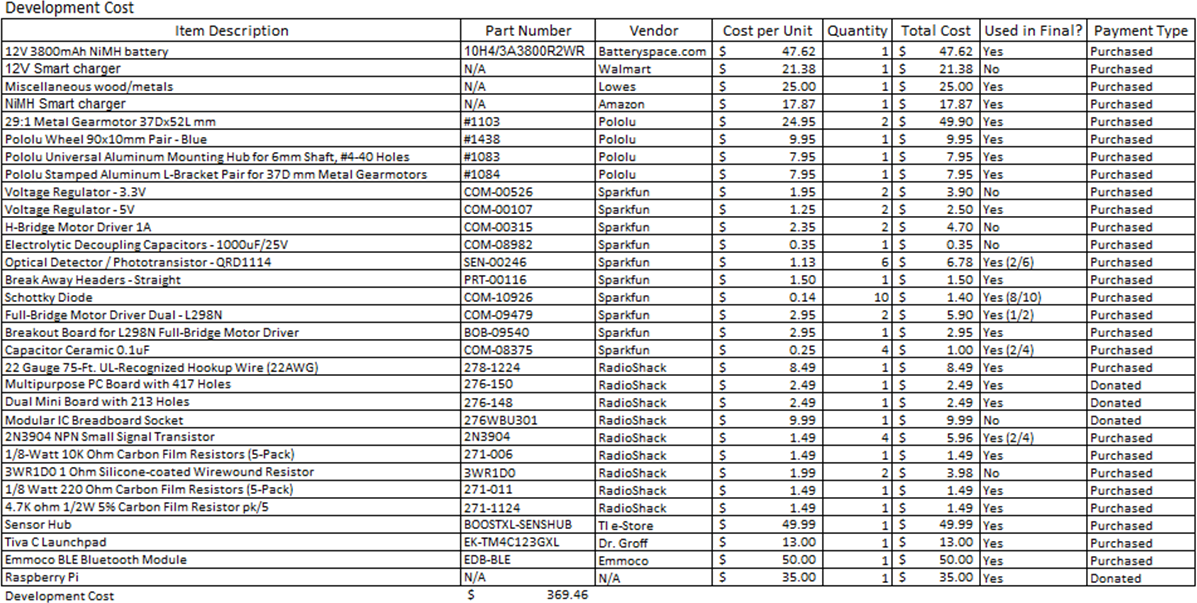 Development Cost
Item Description Part Number Vendor Cost per Unit Quantity Total Cost Used in Final? Payment Type
12V 3800mAh NiMH battery 10H4/3A3800R2WR Batteryspace.com $ 47.62 1 $ 47.62 Yes Purchased
12V Smart charger N/A Walmart $ 21.38 1 $ 21.38 No Purchased
Miscellaneous wood/metals N/A Lowes $ 25.00 1 $ 25.00 Yes Purchased
NiMH Smart charger N/A Amazon $ 17.87 1 $ 17.87 Yes Purchased
29:1 Metal Gearmotor 37Dx52L mm #1103 Pololu $ 24.95 2 $ 49.90 Yes Purchased
Pololu Wheel 90x10mm Pair - Blue #1438 Pololu $ 9.95 1 $ 9.95 Yes Purchased
Pololu Universal Aluminum Mounting Hub for 6mm Shaft, #4-40 Holes #1083 Pololu $ 7.95 1 $ 7.95 Yes Purchased
Pololu Stamped Aluminum L-Bracket Pair for 37D mm Metal Gearmotors #1084 Pololu $ 7.95 1 $ 7.95 Yes Purchased
Voltage Regulator - 3.3V COM-00526 Sparkfun $ 1.95 2 $ 3.90 No Purchased
Voltage Regulator - 5V COM-00107 Sparkfun $ 1.25 2 $ 2.50 Yes Purchased
H-Bridge Motor Driver 1A COM-00315 Sparkfun $ 2.35 2 $ 4.70 No Purchased
Electrolytic Decoupling Capacitors - 1000uF/25V COM-08982 Sparkfun $ 0.35 1 $ 0.35 No Purchased
Optical Detector / Phototransistor - QRD1114 SEN-00246 Sparkfun $ 1.13 6 $ 6.78 Yes (2/6) Purchased
Break Away Headers - Straight PRT-00116 Sparkfun $ 1.50 1 $ 1.50 Yes Purchased
Schottky Diode COM-10926 Sparkfun $ 0.14 10 $ 1.40 Yes (8/10) Purchased
Full-Bridge Motor Driver Dual - L298N COM-09479 Sparkfun $ 2.95 2 $ 5.90 Yes (1/2) Purchased
Breakout Board for L298N Full-Bridge Motor Driver BOB-09540 Sparkfun $ 2.95 1 $ 2.95 Yes Purchased
Capacitor Ceramic 0.1uF COM-08375 Sparkfun $ 0.25 4 $ 1.00 Yes (2/4) Purchased
22 Gauge 75-Ft. UL-Recognized Hookup Wire (22AWG) 278-1224 RadioShack $ 8.49 1 $ 8.49 Yes Purchased
Multipurpose PC Board with 417 Holes 276-150 RadioShack $ 2.49 1 $ 2.49 Yes Donated
Dual Mini Board with 213 Holes 276-148 RadioShack $ 2.49 1 $ 2.49 Yes Donated
Modular IC Breadboard Socket 276WBU301 RadioShack $ 9.99 1 $ 9.99 No Donated
2N3904 NPN Small Signal Transistor 2N3904 RadioShack $ 1.49 4 $ 5.96 Yes (2/4) Purchased
1/8-Watt 10K Ohm Carbon Film Resistors (5-Pack) 271-006 RadioShack $ 1.49 1 $ 1.49 Yes Purchased
3WR1D0 1 Ohm Silicone-coated Wirewound Resistor 3WR1D0 RadioShack $ 1.99 2 $ 3.98 No Purchased
1/8 Watt 220 Ohm Carbon Film Resistors (5-Pack) 271-011 RadioShack $ 1.49 1 $ 1.49 Yes Purchased
4.7K ohm 1/2W 5% Carbon Film Resistor pk/5 271-1124 RadioShack $ 1.49 1 $ 1.49 Yes Purchased
Sensor Hub BOOSTXL-SENSHUB TI e-Store $ 49.99 1 $ 49.99 Yes Purchased
Tiva C Launchpad EK-TM4C123GXL Dr. Groff $ 13.00 1 $ 13.00 Yes Purchased
Emmoco BLE Bluetooth Module EDB-BLE Emmoco $ 50.00 1 $ 50.00 Yes Purchased
Raspberry Pi N/A N/A $ 35.00 1 $ 35.00 Yes Donated
Development Cost $ 369.46